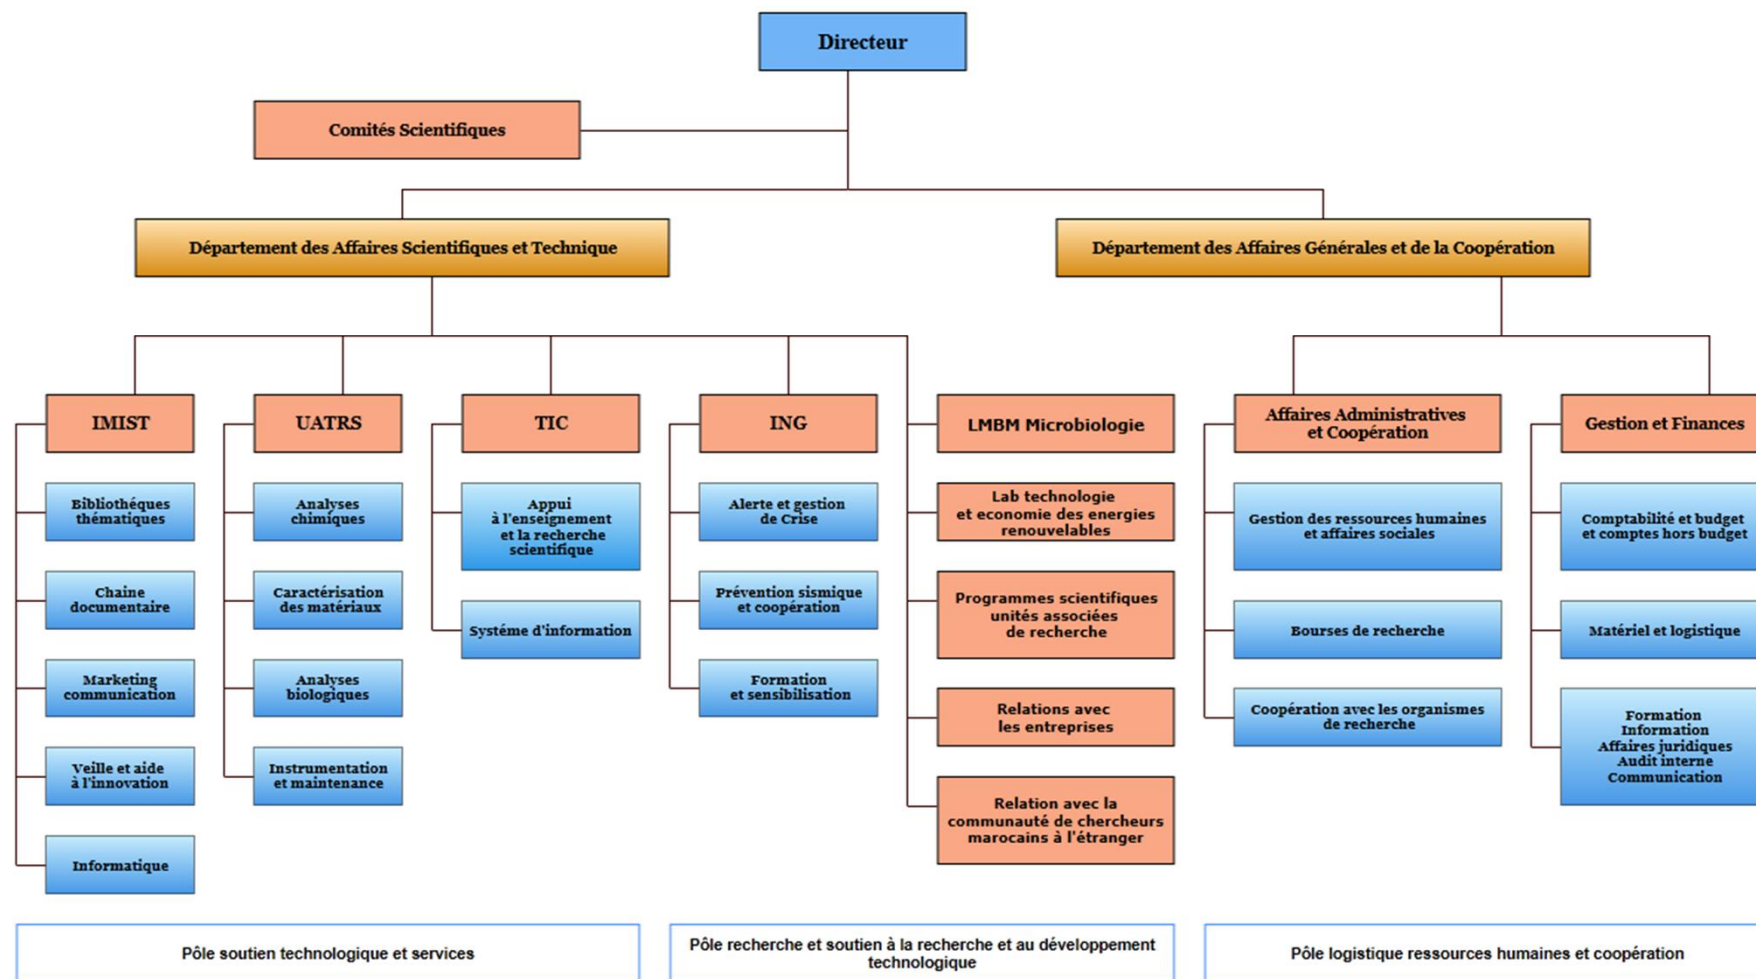 Directeur
Comités Scientifiques
Département des Affaires Scientifiques et Technique
Département des Affaires Générales et de la Coopération
IMIST
Bibliothéques
thématiques
Chaine
documentaire
Marketing
communication
Veille et aide
à l'innovation
Informatique
UATRS
Analyses
chimiques
Caractérisation
des matériaux
Analyses
biologiques
Instrumentation
et maintenance
TIC
Appui
à l'enseignement
et la recherche
scientifique
Systéme d'information
ING
Alerte et gestion
de Crise
Prévention sismique
et coopération
Formation
et sensibilisation
LMBM Microbiologie
Lab technologie
et economie des energies
renouvelables
Programmes scientifiques
unités associées
de recherche
Relations avec
les entreprises
Relation avec la
communauté de chercheurs
marocains à l'étranger
Affaires Administratives
et Coopération
Gestion des ressources humaines
et affaires sociales
Bourses de recherche
Coopération avec les organismes
de recherche
Gestion et Finances
Comptabilité et budget
et comptes hors budget
Matériel et logistique
Formation
Information
Affaires juridiques
Audit interne
Communication
Pôle soutien technologique et services
Pôle recherche et soutien à la recherche et au développement
technologique
Pôle logistique ressources humaines et coopération